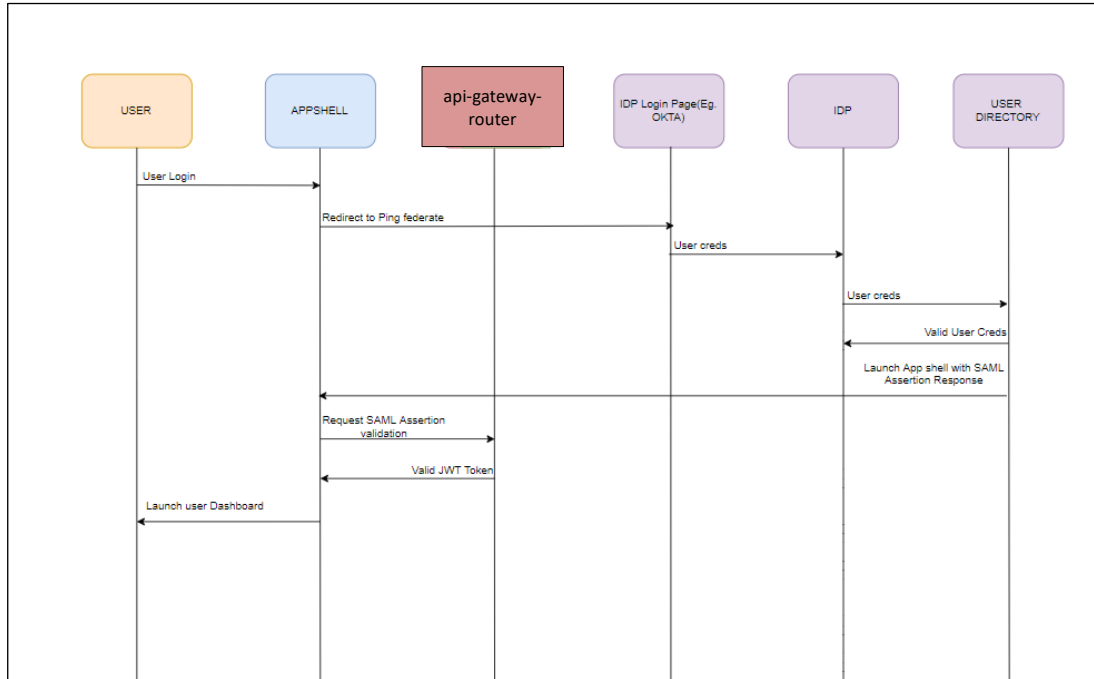 USER
APPSHELL
api-gateway-
router
IDP Login Page(Eg.
OKTA)
IDP
USER
DIRECTORY
User Login
Redirect to Ping federate
User creds
User creds
Valid User Creds
Launch App shell with SAML
Assertion Response
Request SAML Assertion
validation
Valid JWT Token
Launch user Dashboard